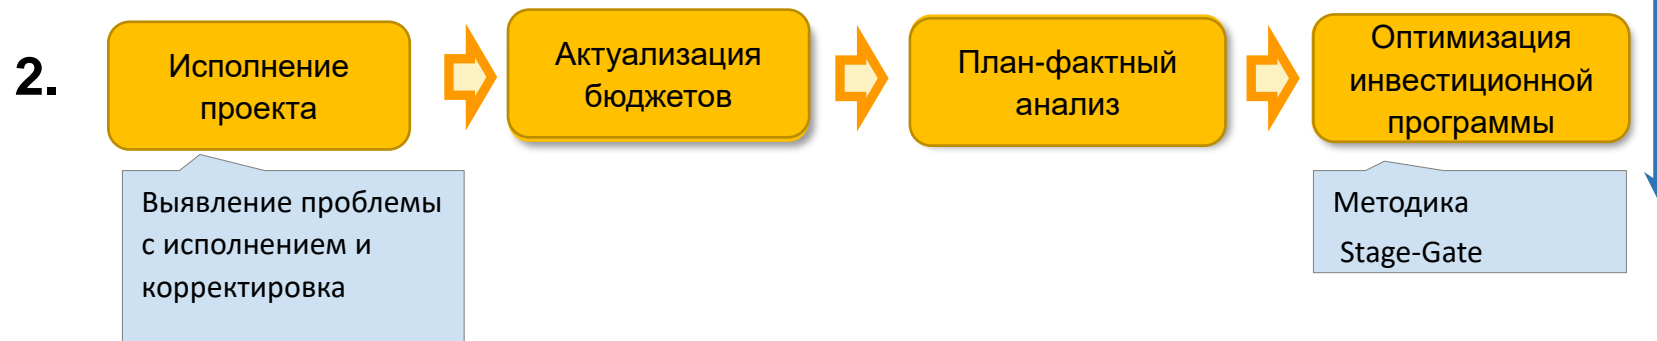 2.
Исполнение
проекта
Актуализация
бюджетов
План-фактный
анализ
Оптимизация
инвестиционной
программы
Выявление проблемы
с исполнением и
корректировка
Методика
Stage-Gate